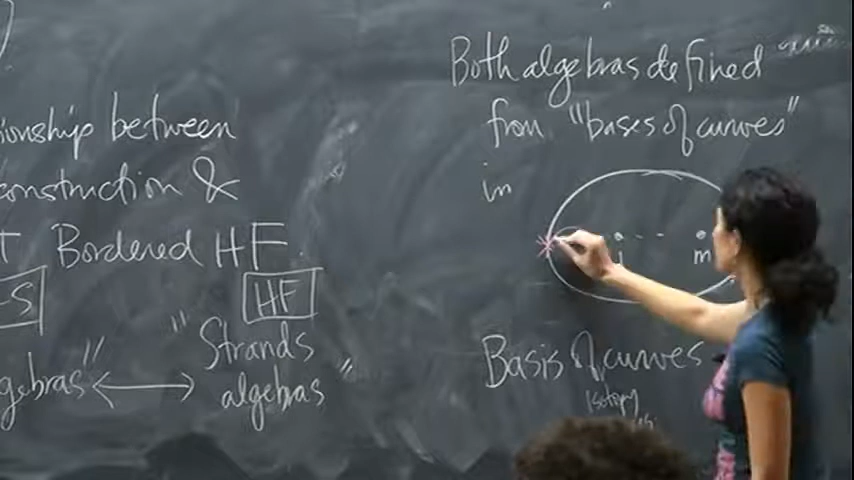 ionship between
onstruction &
T Bordered HF
-S
HF
gebras" ⟷ "Strands
algebras"
Both algebras defined
from "bases of curves"
in
1 -- m
Basis of curves
isotopy